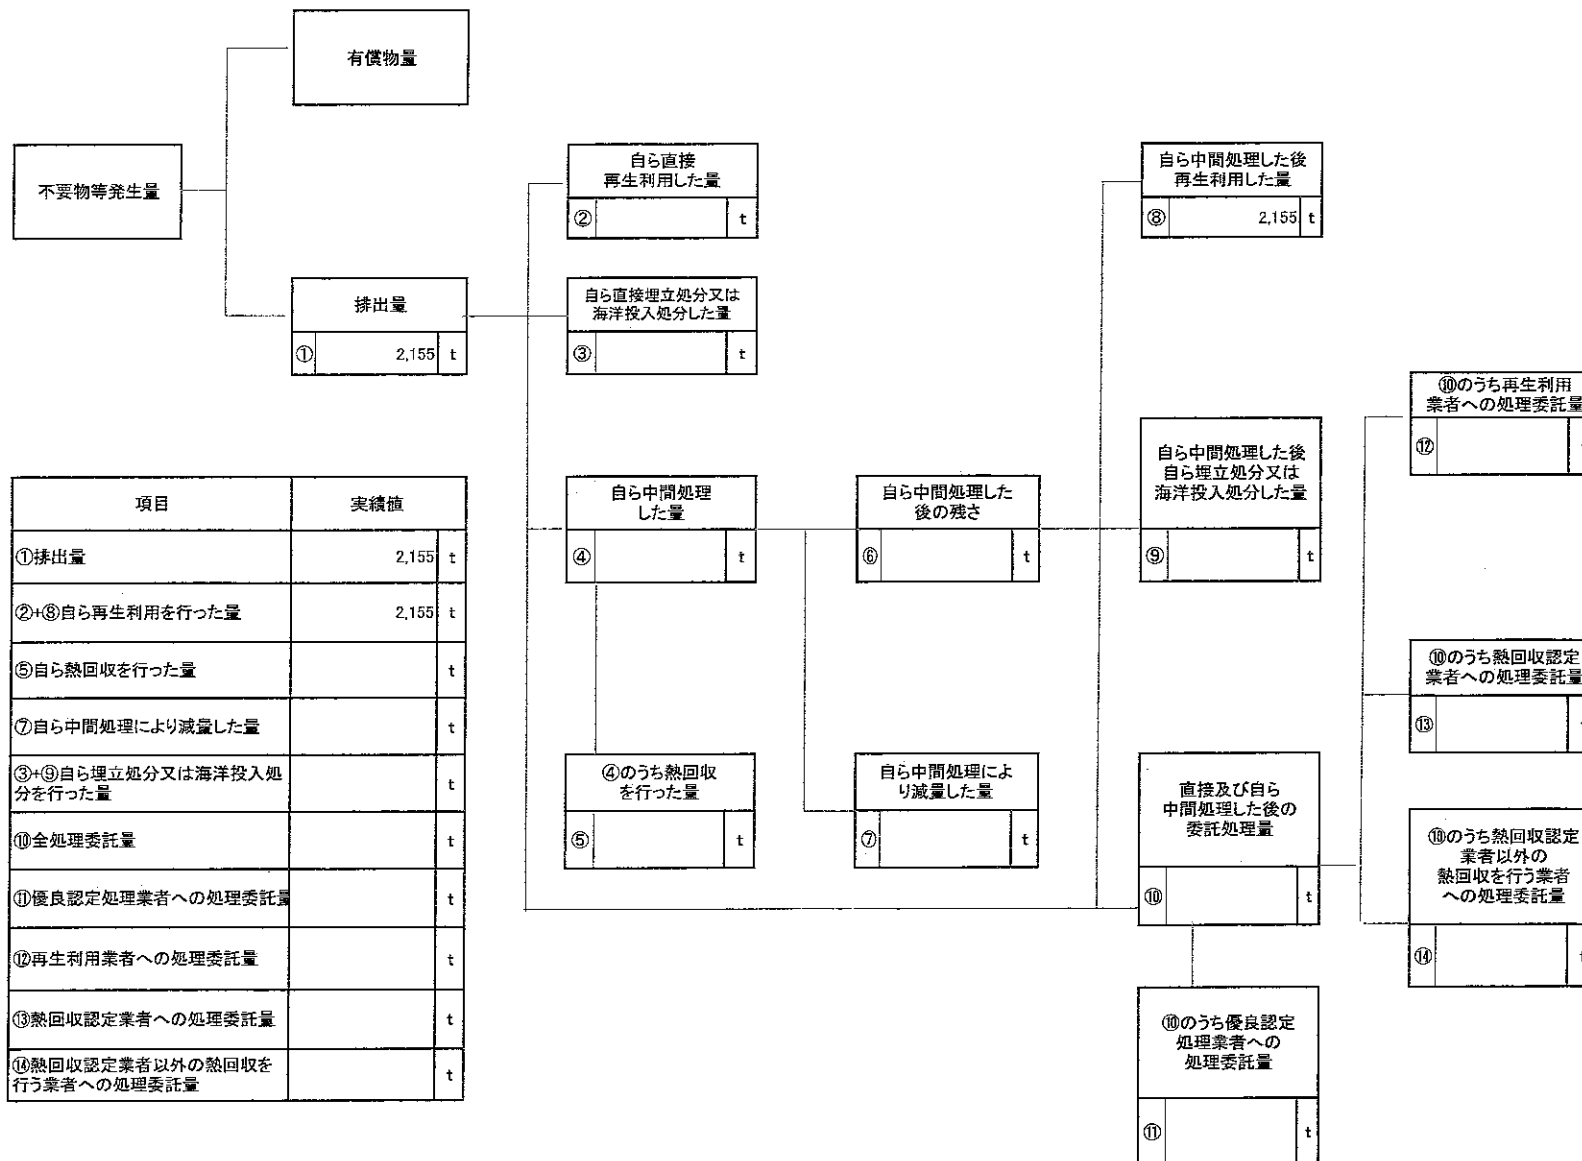 有償物量
不要物等発生量
排出量
① 2,155 t
自ら直接
再生利用した量
② t
自ら直接埋立処分又は
海洋投入処分した量
③ t
自ら中間処理
した量
④ t
④のうち熱回収
を行った量
⑤ t
自ら中間処理した
後の残さ
⑥ t
自ら中間処理によ
り減量した量
⑦ t
自ら中間処理した後
再生利用した量
⑧ 2,155 t
自ら中間処理した後
自ら埋立処分又は
海洋投入処分した量
⑨ t
直接及び自ら
中間処理した後の
委託処理量
⑩ t
⑩のうち優良認定
処理業者への
処理委託量
⑪ t
⑩のうち再生利用
業者への処理委託量
⑫
⑩のうち熱回収認定
業者への処理委託量
⑬
⑩のうち熱回収認定
業者以外の
熱回収を行う業者
への処理委託量
⑭ t
項目 実績値
①排出量 2,155 t
②+⑧自ら再生利用を行った量 2,155 t
⑤自ら熱回収を行った量 t
⑦自ら中間処理により減量した量 t
③+⑨自ら埋立処分又は海洋投入処
分を行った量 t
⑩全処理委託量 t
⑪優良認定処理業者への処理委託量 t
⑫再生利用業者への処理委託量 t
⑬熱回収認定業者への処理委託量 t
⑭熱回収認定業者以外の熱回収を
行う業者への処理委託量 t